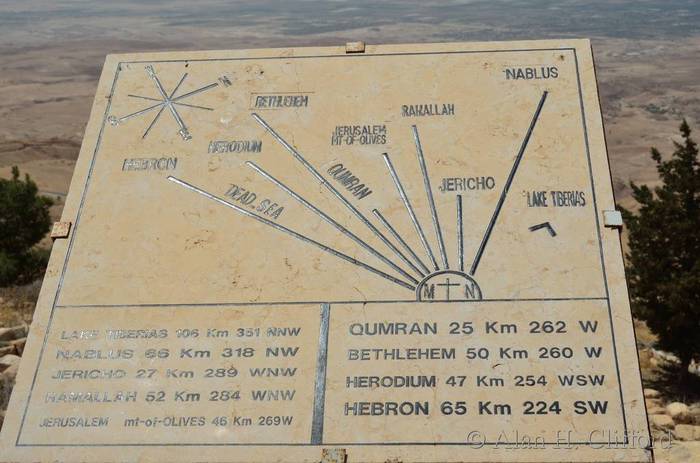 NABLUS
BETHLEHEM
RAMALLAH
JERUSALEM
MT-OF-OLIVES
HERODIUM
HEBRON
QUMRAN
JERICHO
DEAD SEA
LAKE TIBERIAS
M N
LAKE TIBERIAS 106 Km 351 NNW
NABLUS 66 Km 318 NW
JERICHO 27 Km 289 WNW
RAMALLAH 52 Km 284 WNW
JERUSALEM mt-of-OLIVES 46 Km 269W
QUMRAN 25 Km 262 W
BETHLEHEM 50 Km 260 W
HERODIUM 47 Km 254 WSW
HEBRON 65 Km 224 SW
© Alan H. Clifford